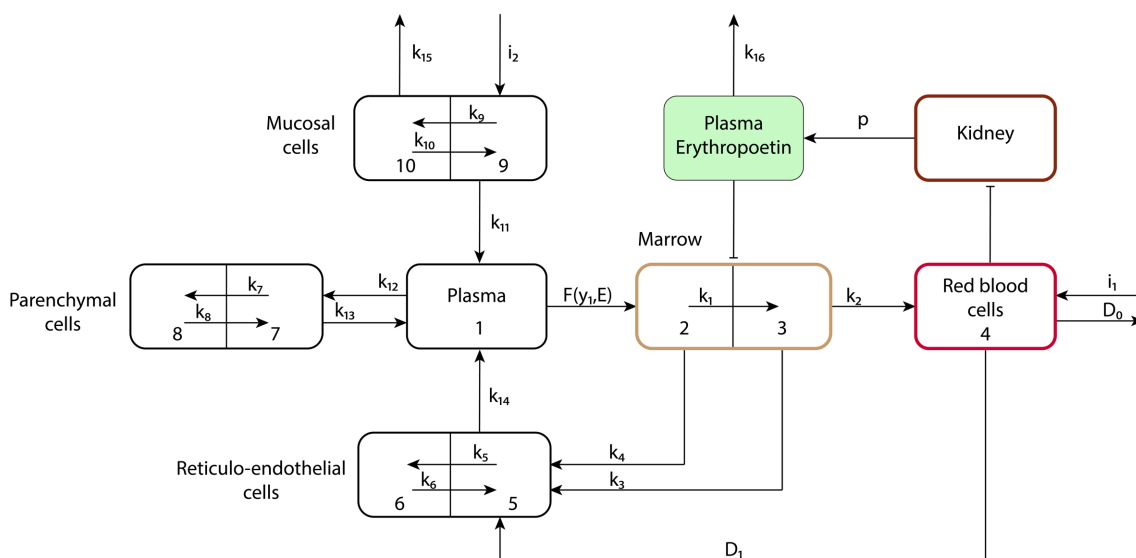 k₁₅
i₂
k₁₆
Mucosal
cells
k₉
k₁₀
10
9
Plasma
Erythropoetin
p
Kidney
k₁₁
Marrow
Parenchymal
cells
k₇
k₈
8
7
k₁₂
k₁₃
Plasma
1
F(y₁,E)
k₁
2
3
k₂
Red blood
cells
4
i₁
D₀
k₁₄
Reticulo-endothelial
cells
k₅
k₆
6
5
k₄
k₃
D₁